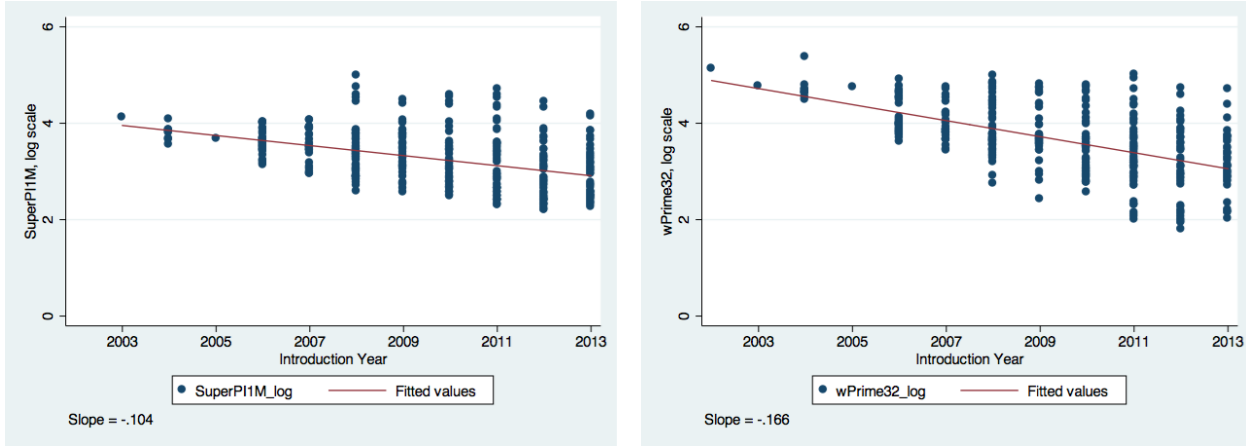 SuperPI1M, log scale
6
4
2
0
2003 2005 2007 2009 2011 2013
Introduction Year
SuperPI1M_log Fitted values
Slope = -.104
wPrime32, log scale
6
4
2
0
2003 2005 2007 2009 2011 2013
Introduction Year
wPrime32_log Fitted values
Slope = -.166